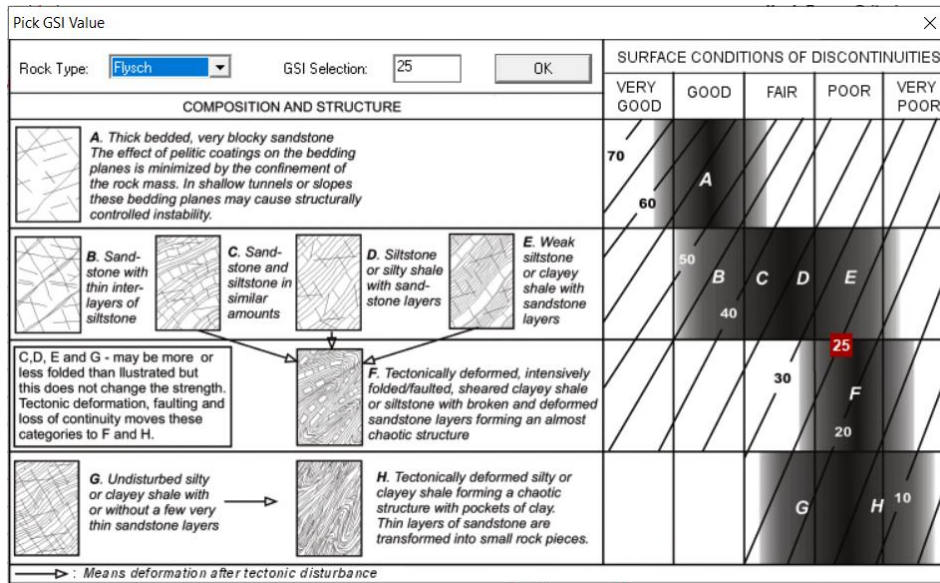 Pick GSI Value
Rock Type:
Flysch
GSI Selection:
25
OK
SURFACE CONDITIONS OF DISCONTINUITIES
VERY GOOD
GOOD
FAIR
POOR
VERY POOR
COMPOSITION AND STRUCTURE
A. Thick bedded, very blocky sandstone
The effect of pelitic coatings on the bedding
planes is minimized by the confinement of
the rock mass. In shallow tunnels or slopes
these bedding planes may cause structurally
controlled instability.
70
60
A
B. Sand-
stone with
thin inter-
layers of
siltstone
C. Sand-
stone and
siltstone in
similar
amounts
D. Siltstone
or silty shale
with sand-
stone layers
E. Weak
siltstone
or clayey
shale with
sandstone
layers
50
B
C
D
E
40
C,D, E and G - may be more or
less folded than llustrated but
this does not change the strength.
Tectonic deformation, faulting and
loss of continuity moves these
categories to F and H.
F. Tectonically deformed, intensively
folded/faulted, sheared clayey shale
or siltstone with broken and deformed
sandstone layers forming an almost
chaotic structure
25
30
F
20
G. Undisturbed silty
or clayey shale with
or without a few very
thin sandstone layers
H. Tectonically deformed silty or
clayey shale forming a chaotic
structure with pockets of clay.
Thin layers of sandstone are
transformed into small rock pieces.
G
H
10
: Means deformation after tectonic disturbance